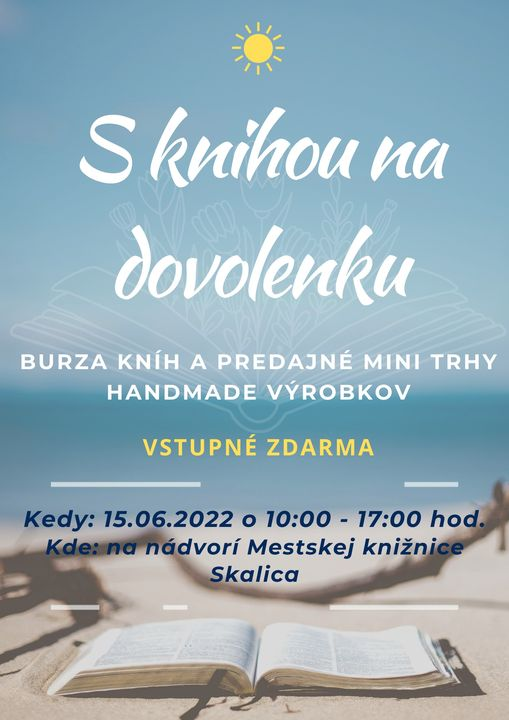 S knihou na
dovolenku
BURZA KNÍH A PREDAJNÉ MINI TRHY
HANDMADE VÝROBKOV
VSTUPNÉ ZDARMA
Kedy: 15.06.2022 o 10:00 - 17:00 hod.
Kde: na nádvorí Mestskej knižnice
Skalica